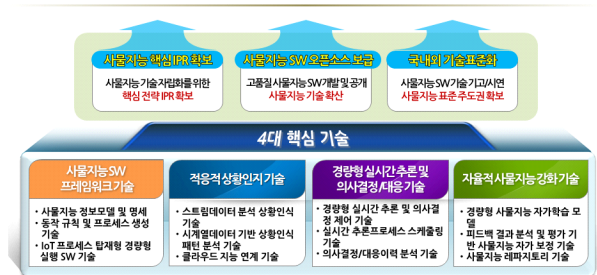 사물지능 핵심 IPR 확보
사물지능 SW 오픈소스 보급
국내외 기술표준화
사물지능 기술 자립화를 위한
핵심 전략 IPR 확보
고품질 사물지능 SW 개발 및 공개
사물지능 기술 확산
사물지능 SW 기술 기고/시연
사물지능 표준 주도권 확보
4대 핵심 기술
사물지능 SW
프레임워크 기술
• 사물지능 정보모델 및 명세
• 동작 규칙 및 프로세스 생성
기술
• IoT 프로세스 탑재형 경량형
실행 SW 기술
적응적 상황인지 기술
• 스트림데이터 분석 상황인식
기술
• 시계열데이터 기반 상황인식
패턴 분석 기술
• 클라우드 지능 연계 기술
경량형 실시간 추론 및
의사결정/대응 기술
• 경량형 실시간 추론 및 의사결
정 제어 기술
• 실시간 추론프로세스 스케줄링
기술
• 의사결정/대응이력 분석 기술
자율적 사물지능 강화 기술
• 경량형 사물지능 자가학습 모
델
• 피드백 결과 분석 및 평가 기
반 사물지능 자가 보정 기술
• 사물지능 레파지토리 기술